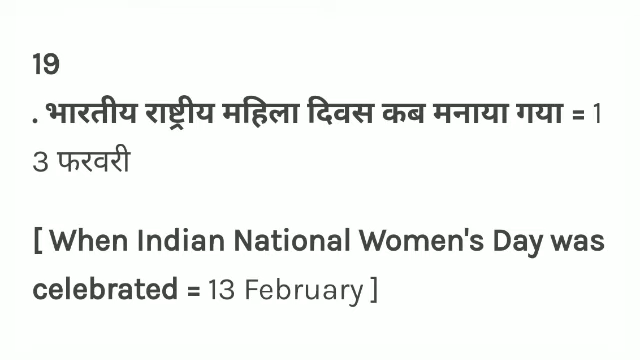 19
. भारतीय राष्ट्रीय महिला दिवस कब मनाया गया = 1
3 फरवरी
[ When Indian National Women's Day was
celebrated = 13 February ]